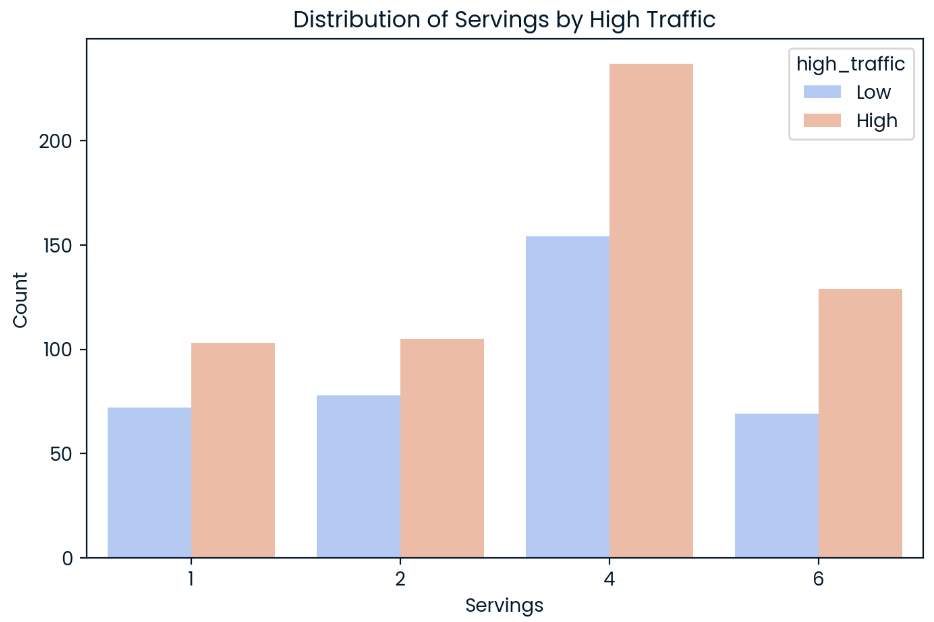 Distribution of Servings by High Traffic
high_traffic
Low
High
200
150
100
50
0
Count
1 2 4 6
Servings